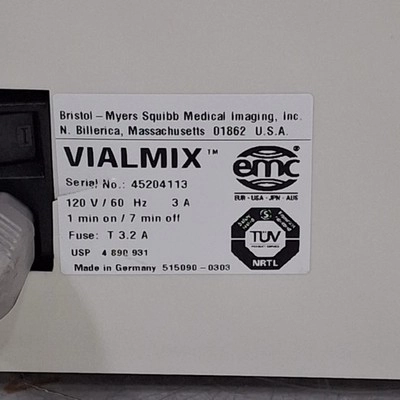 Bristol – Myers Squibb Medical Imaging, Inc.
N. Billerica, Massachusetts 01862 U.S.A.
VIALMIX ™
Serial No.: 45204113
120 V / 60 Hz 3 A
1 min on / 7 min off
Fuse: T 3.2 A
USP 4 890 931
Made in Germany 515090 –0303
emc
EUR - USA - JPN - AUS
TÜV
NRTL